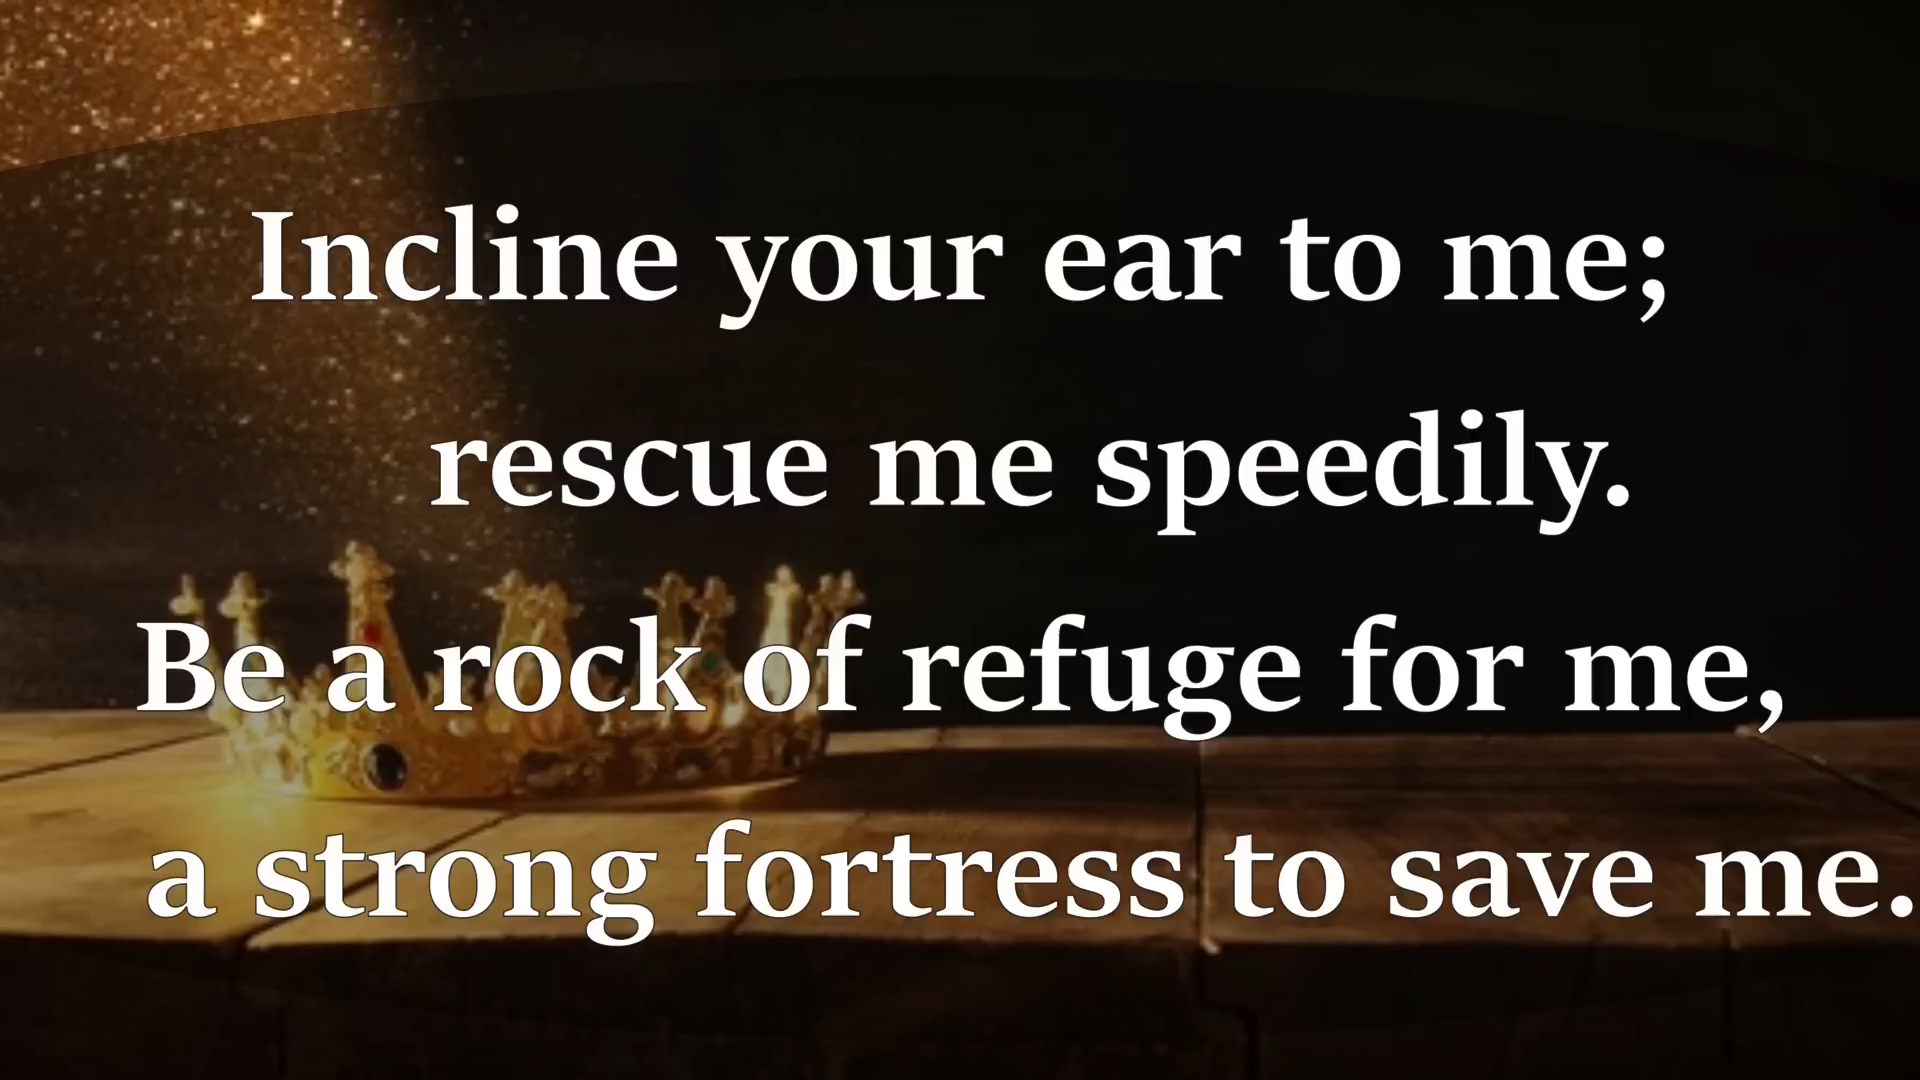 Incline your ear to me;
rescue me speedily.
Be a rock of refuge for me,
a strong fortress to save me.